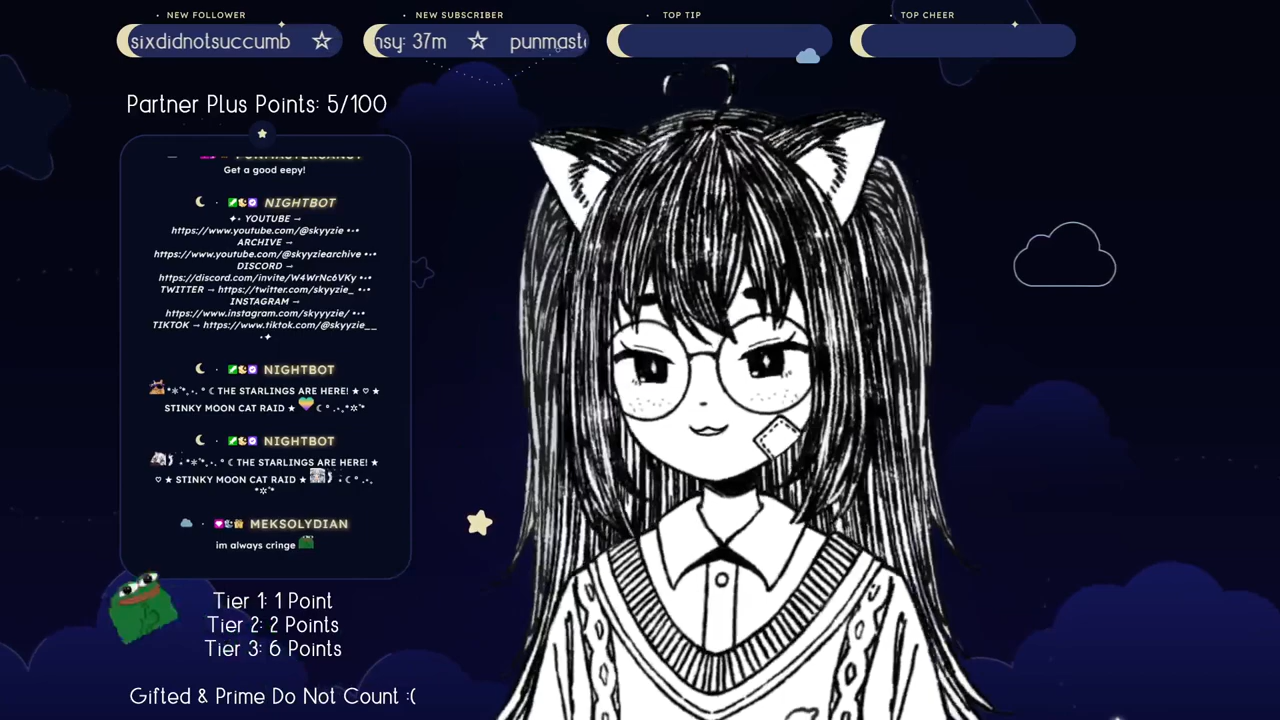 NEW FOLLOWER
NEW SUBSCRIBER
TOP TIP
TOP CHEER
sixdidnotsuccumb ☆
nsy: 37m ☆ punmast
Partner Plus Points: 5/100
Get a good eepy!
NIGHTBOT
✦• YOUTUBE →
https://www.youtube.com/@skyyzie •·•
ARCHIVE →
https://www.youtube.com/@skyyziearchive •·•
DISCORD →
https://discord.com/invite/W4WrNc6VKy •·•
TWITTER → https://twitter.com/skyyzie_ •·•
INSTAGRAM →
https://www.instagram.com/skyyzie/ •·•
TIKTOK → https://www.tiktok.com/@skyyzie__
•✦
NIGHTBOT
THE STARLINGS ARE HERE! ★ ♡ ★
STINKY MOON CAT RAID ★
NIGHTBOT
THE STARLINGS ARE HERE! ★
♡ ★ STINKY MOON CAT RAID ★
MEKSOLYDIAN
im always cringe
Tier 1: 1 Point
Tier 2: 2 Points
Tier 3: 6 Points
Gifted & Prime Do Not Count :(